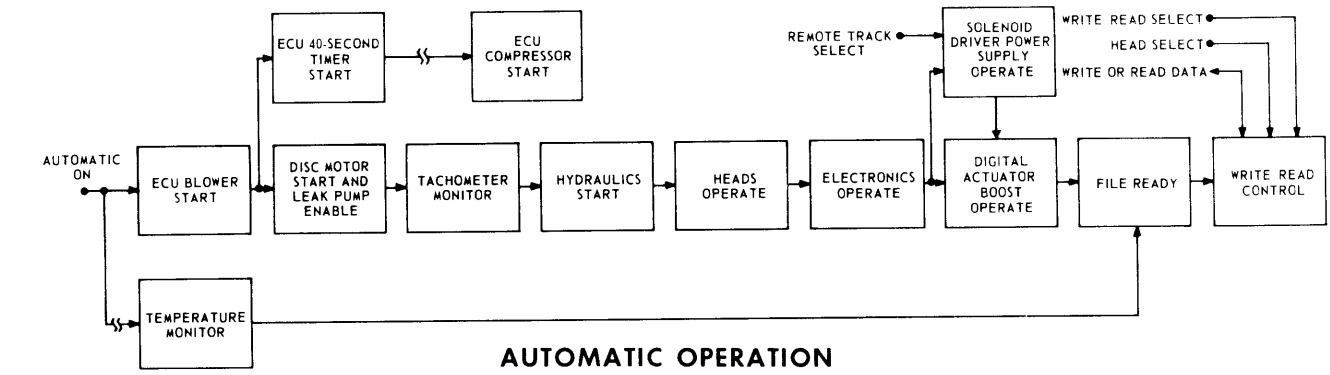 ECU 40-SECOND
TIMER
START
ECU
COMPRESSOR
START
REMOTE TRACK
SELECT
SOLENOID
DRIVER POWER
SUPPLY
OPERATE
WRITE READ SELECT
HEAD SELECT
WRITE OR READ DATA
AUTOMATIC
ON
ECU BLOWER
START
DISC MOTOR
START AND
LEAK PUMP
ENABLE
TACHOMETER
MONITOR
HYDRAULICS
START
HEADS
OPERATE
ELECTRONICS
OPERATE
DIGITAL
ACTUATOR
BOOST
OPERATE
FILE READY
WRITE READ
CONTROL
TEMPERATURE
MONITOR
AUTOMATIC OPERATION